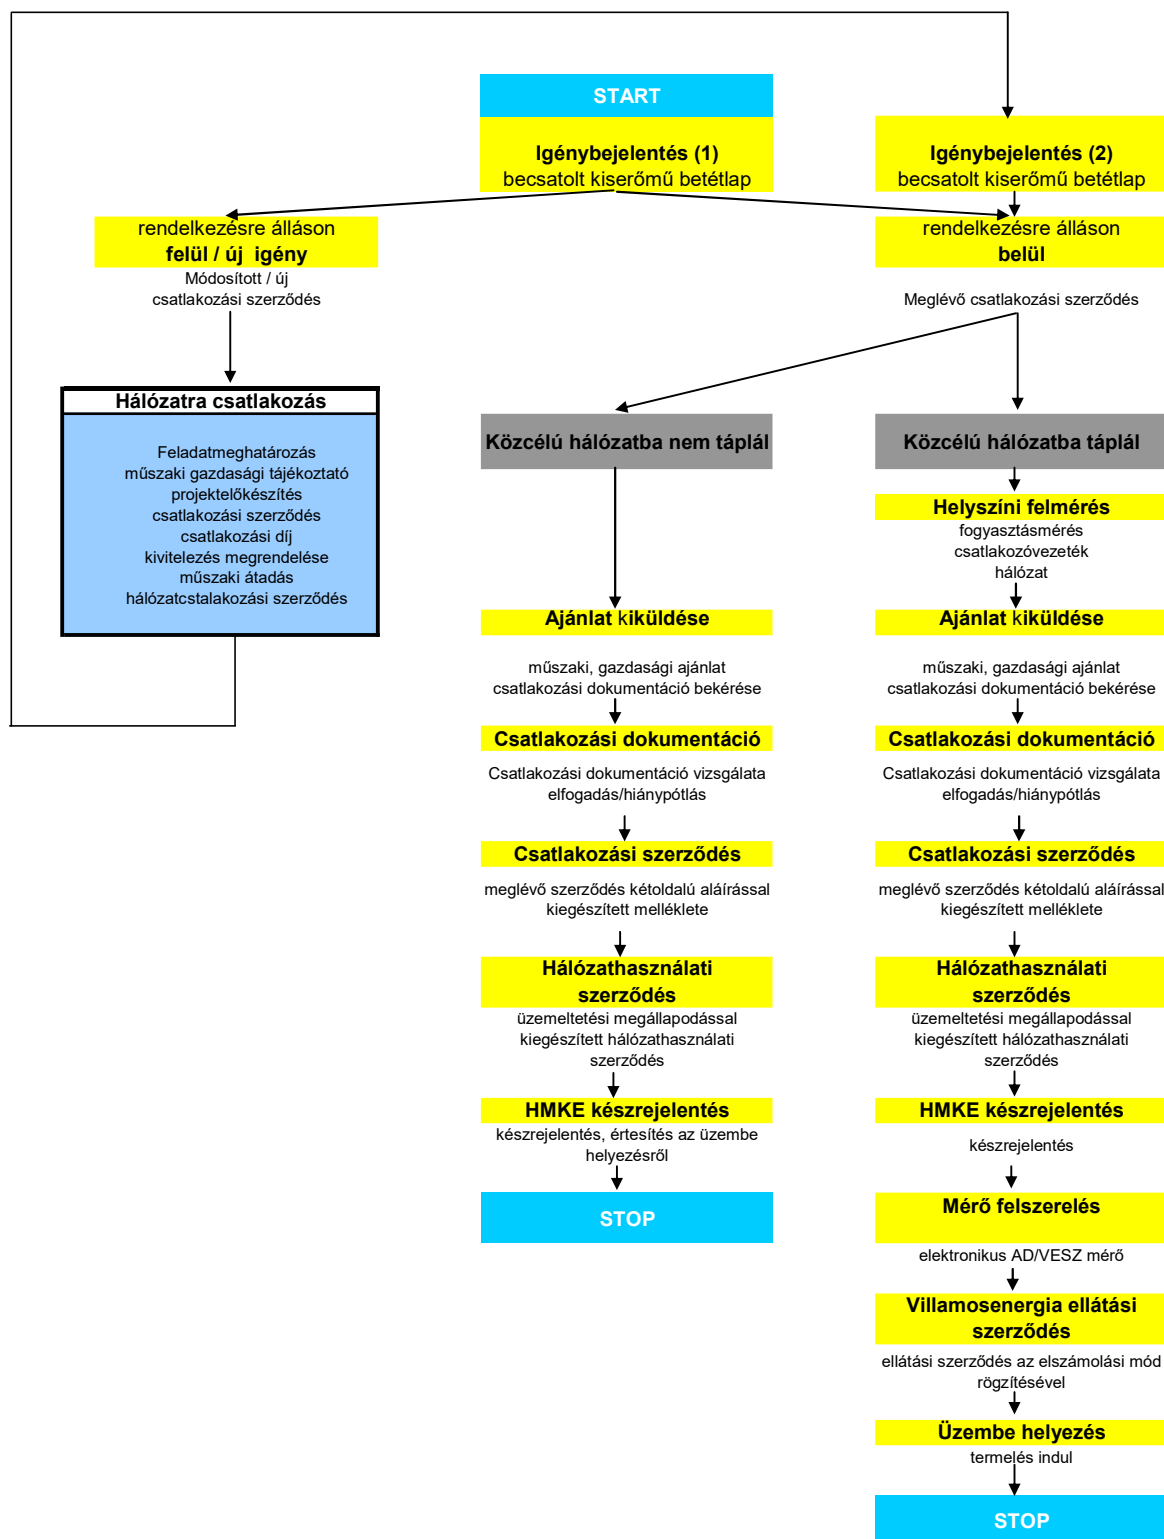 START
Igénybejelentés (1)
becsatolt kiserőmű betétlap
Igénybejelentés (2)
becsatolt kiserőmű betétlap
rendelkezésre álláson
felül / új igény
Módosított / új
csatlakozási szerződés
rendelkezésre álláson
belül
Meglévő csatlakozási szerződés
Hálózatra csatlakozás
Feladatmeghatározás
műszaki gazdasági tájékoztató
projektelőkészítés
csatlakozási szerződés
csatlakozási díj
kivitelezés megrendelése
műszaki átadás
hálózatcstalakozási szerződés
Közcélú hálózatba nem táplál
Ajánlat kiküldése
műszaki, gazdasági ajánlat
csatlakozási dokumentáció bekérése
Csatlakozási dokumentáció
Csatlakozási dokumentáció vizsgálata
elfogadás/hiánypótlás
Csatlakozási szerződés
meglévő szerződés kétoldalú aláírással
kiegészített melléklete
Hálózathasználati
szerződés
üzemeltetési megállapodással
kiegészített hálózathasználati
szerződés
HMKE készrejelentés
készrejelentés, értesítés az üzembe
helyezésről
STOP
Közcélú hálózatba táplál
Helyszíni felmérés
fogyasztásmérés
csatlakozóvezeték
hálózat
Ajánlat kiküldése
műszaki, gazdasági ajánlat
csatlakozási dokumentáció bekérése
Csatlakozási dokumentáció
Csatlakozási dokumentáció vizsgálata
elfogadás/hiánypótlás
Csatlakozási szerződés
meglévő szerződés kétoldalú aláírással
kiegészített melléklete
Hálózathasználati
szerződés
üzemeltetési megállapodással
kiegészített hálózathasználati
szerződés
HMKE készrejelentés
készrejelentés
Mérő felszerelés
elektronikus AD/VESZ mérő
Villamosenergia ellátási
szerződés
ellátási szerződés az elszámolási mód
rögzítésével
Üzembe helyezés
termelés indul
STOP